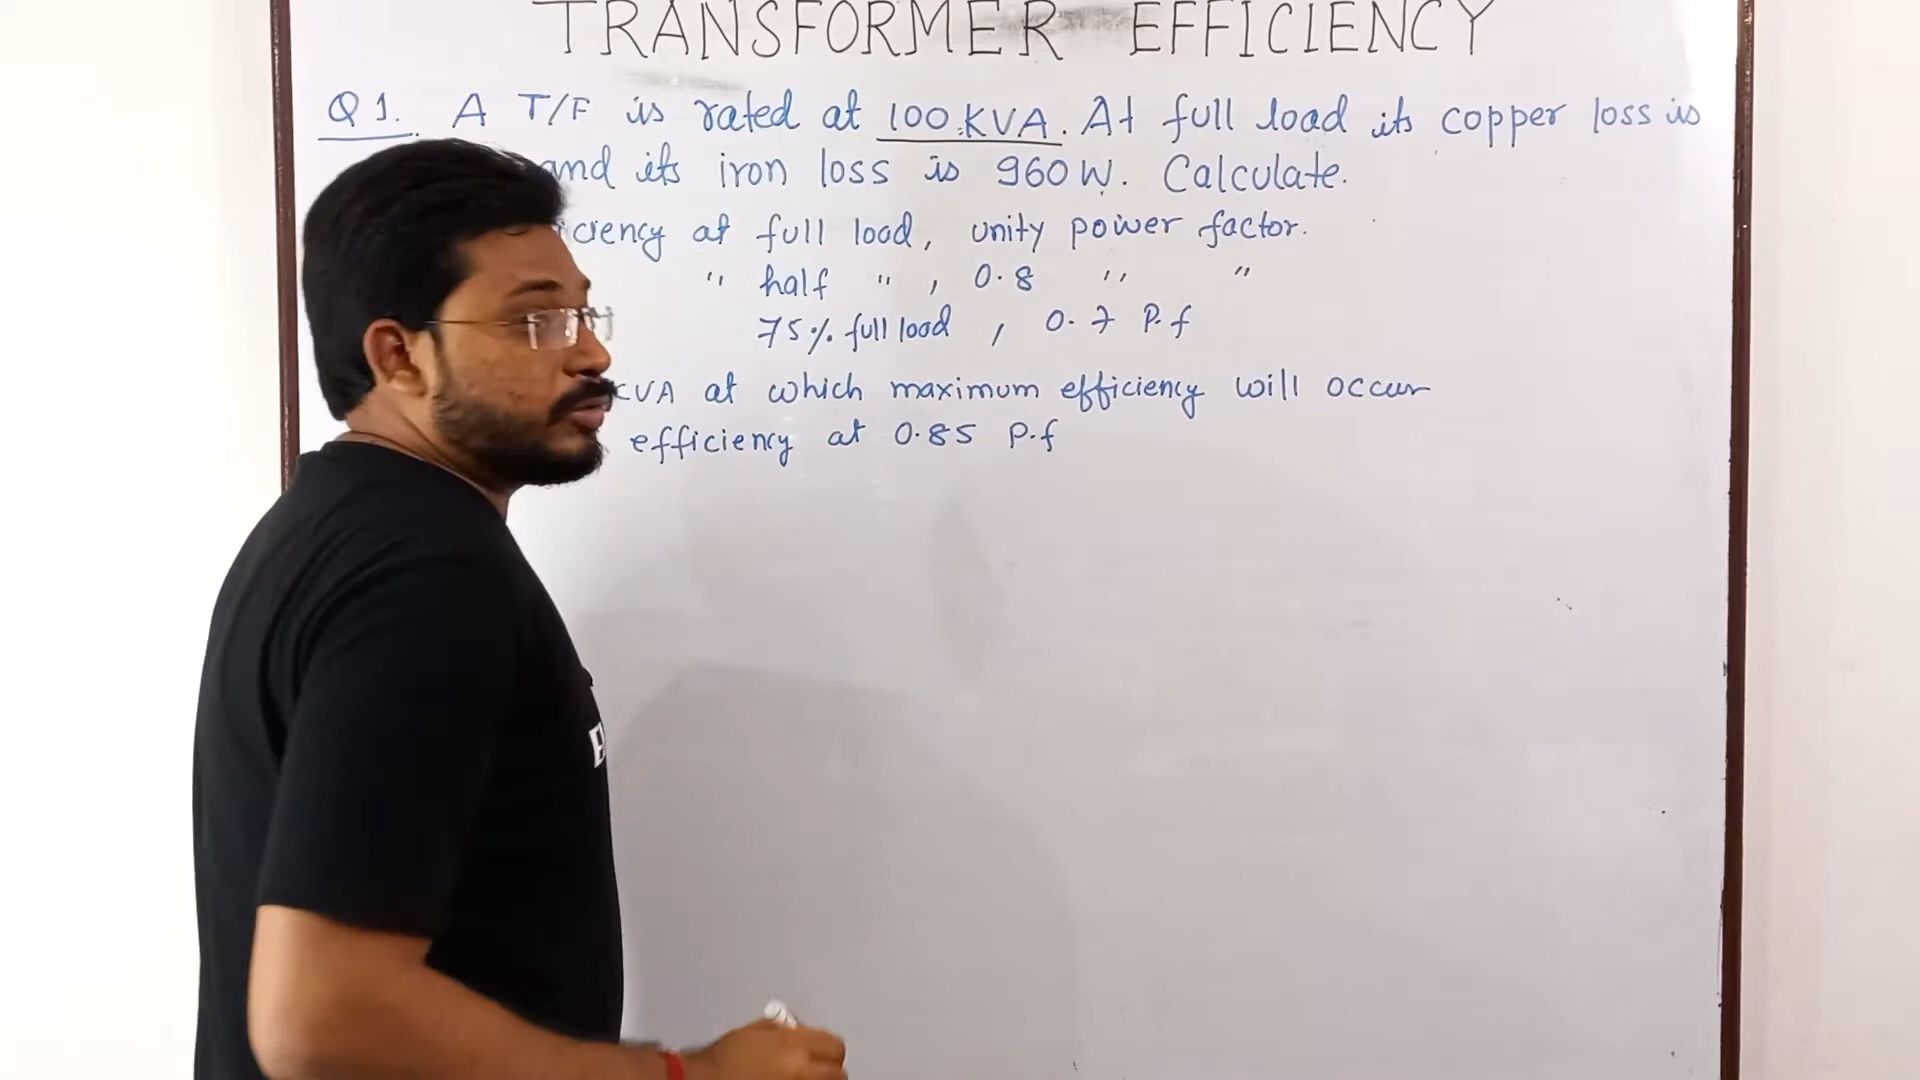 TRANSFORMER EFFICIENCY
Q1. A T/F is rated at 100 KVA. At full load its copper loss is
and its iron loss is 960 W. Calculate.
ciency at full load, unity power factor.
" half " , 0.8 " "
75% full load , 0.7 P.f
KVA at which maximum efficiency will occur
efficiency at 0.85 P.f